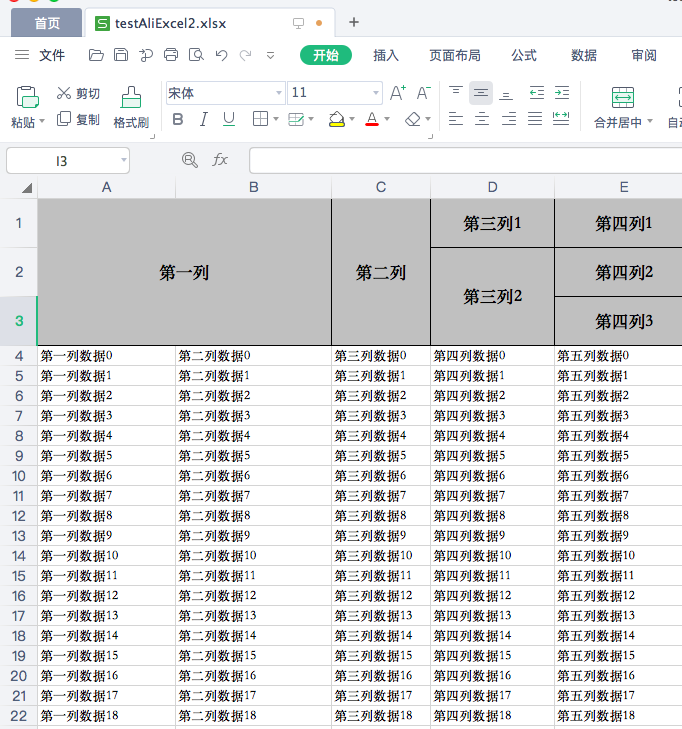 首页 testAliExcel2.xlsx
文件 开始 插入 页面布局 公式 数据 审阅
剪切 宋体 11 A+ A-
粘贴 复制 格式刷 B I U A 合并居中
I3 fx
A B C D E
1 第三列1 第四列1
2 第一列 第二列 第三列2 第四列2
3 第四列3
4 第一列数据0 第二列数据0 第三列数据0 第四列数据0 第五列数据0
5 第一列数据1 第二列数据1 第三列数据1 第四列数据1 第五列数据1
6 第一列数据2 第二列数据2 第三列数据2 第四列数据2 第五列数据2
7 第一列数据3 第二列数据3 第三列数据3 第四列数据3 第五列数据3
8 第一列数据4 第二列数据4 第三列数据4 第四列数据4 第五列数据4
9 第一列数据5 第二列数据5 第三列数据5 第四列数据5 第五列数据5
10 第一列数据6 第二列数据6 第三列数据6 第四列数据6 第五列数据6
11 第一列数据7 第二列数据7 第三列数据7 第四列数据7 第五列数据7
12 第一列数据8 第二列数据8 第三列数据8 第四列数据8 第五列数据8
13 第一列数据9 第二列数据9 第三列数据9 第四列数据9 第五列数据9
14 第一列数据10 第二列数据10 第三列数据10 第四列数据10 第五列数据10
15 第一列数据11 第二列数据11 第三列数据11 第四列数据11 第五列数据11
16 第一列数据12 第二列数据12 第三列数据12 第四列数据12 第五列数据12
17 第一列数据13 第二列数据13 第三列数据13 第四列数据13 第五列数据13
18 第一列数据14 第二列数据14 第三列数据14 第四列数据14 第五列数据14
19 第一列数据15 第二列数据15 第三列数据15 第四列数据15 第五列数据15
20 第一列数据16 第二列数据16 第三列数据16 第四列数据16 第五列数据16
21 第一列数据17 第二列数据17 第三列数据17 第四列数据17 第五列数据17
22 第一列数据18 第二列数据18 第三列数据18 第四列数据18 第五列数据18